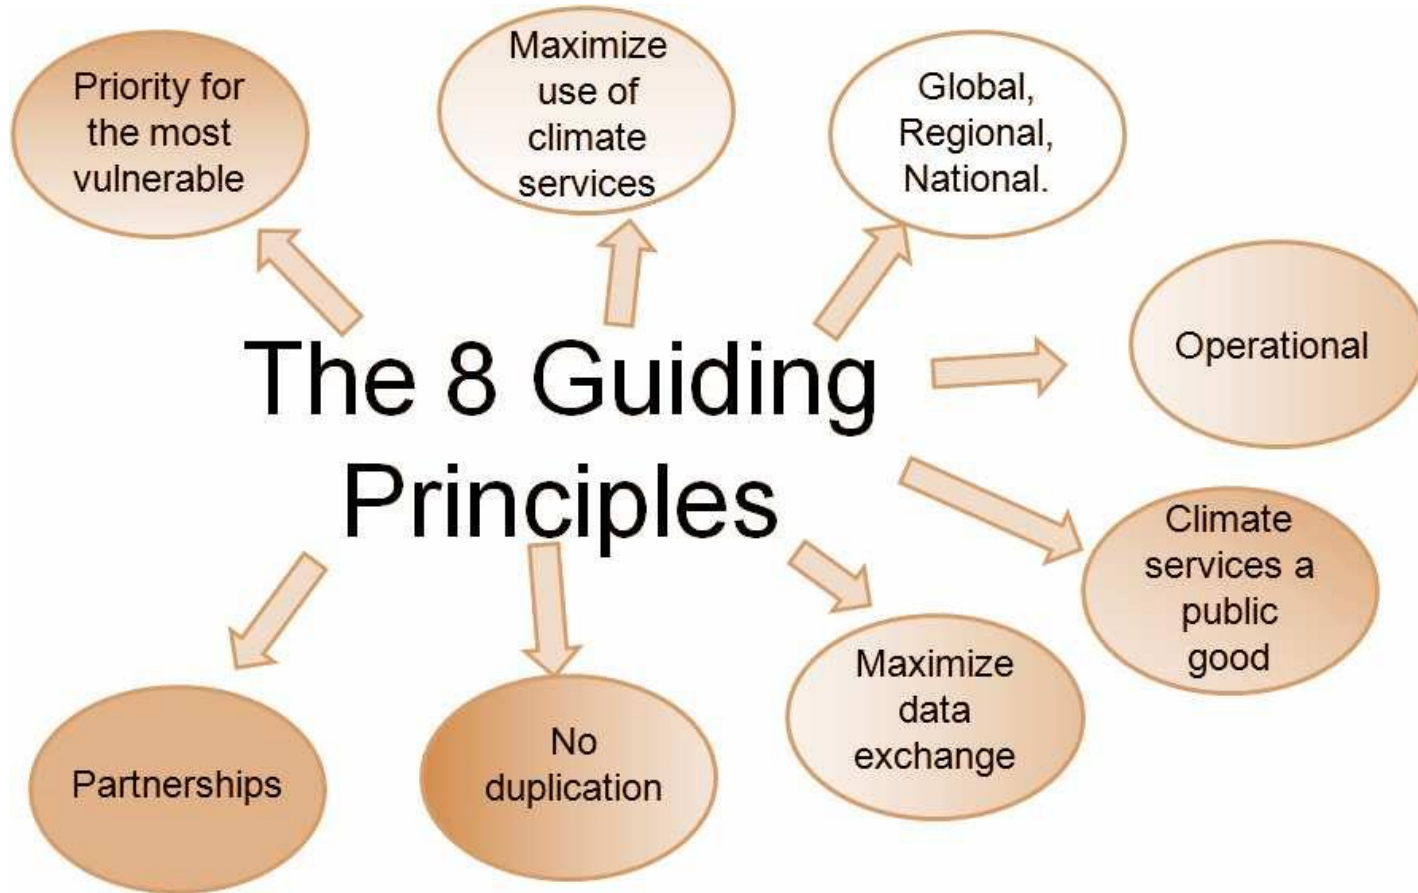 Priority for
the most
vulnerable
Maximize
use of
climate
services
Global,
Regional,
National.
The 8 Guiding
Principles
Operational
Climate
services a
public
good
Maximize
data
exchange
No
duplication
Partnerships